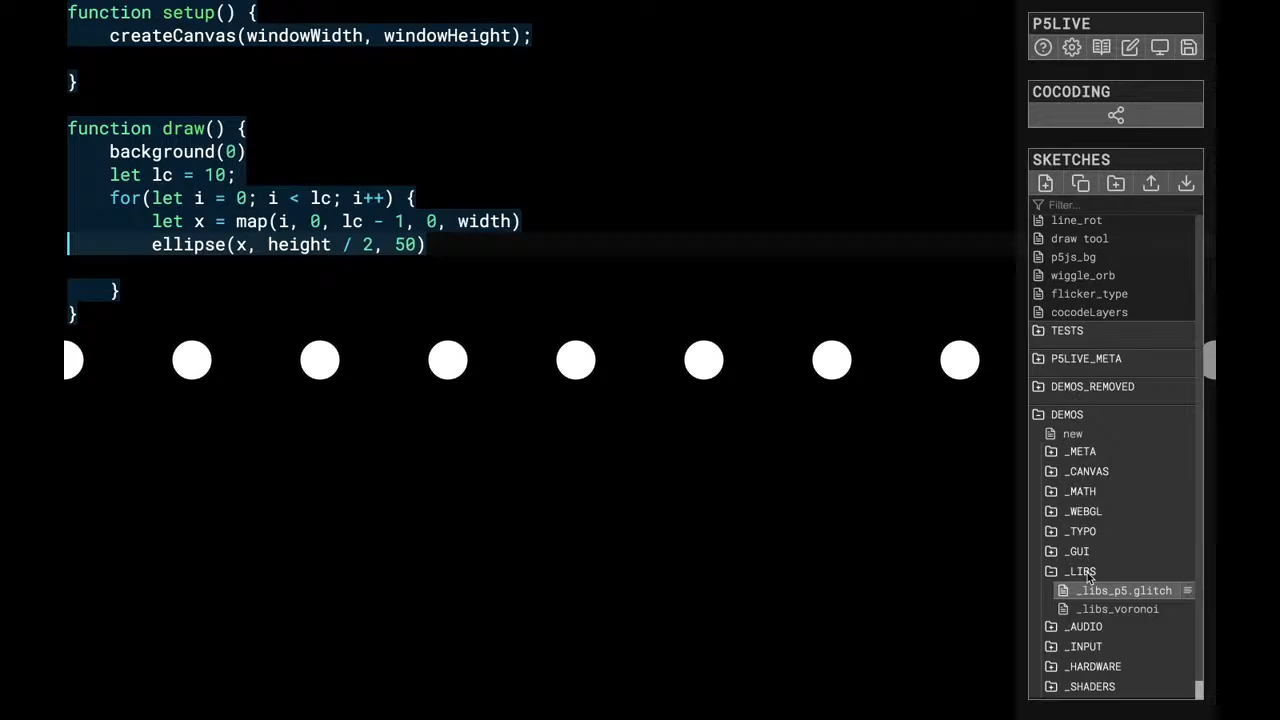 function setup() {
createCanvas(windowWidth, windowHeight);
}
function draw() {
background(0)
let lc = 10;
for(let i = 0; i < lc; i++) {
let x = map(i, 0, lc - 1, 0, width)
ellipse(x, height / 2, 50)
}
}
P5LIVE
COCODING
SKETCHES
Filter...
line_rot
draw tool
p5js_bg
wiggle_orb
flicker_type
cocodeLayers
TESTS
P5LIVE_META
DEMOS_REMOVED
DEMOS
new
_META
_CANVAS
_MATH
_WEBGL
_TYPO
_GUI
_LIBS
_libs_p5.glitch
_libs_voronoi
_AUDIO
_INPUT
_HARDWARE
_SHADERS